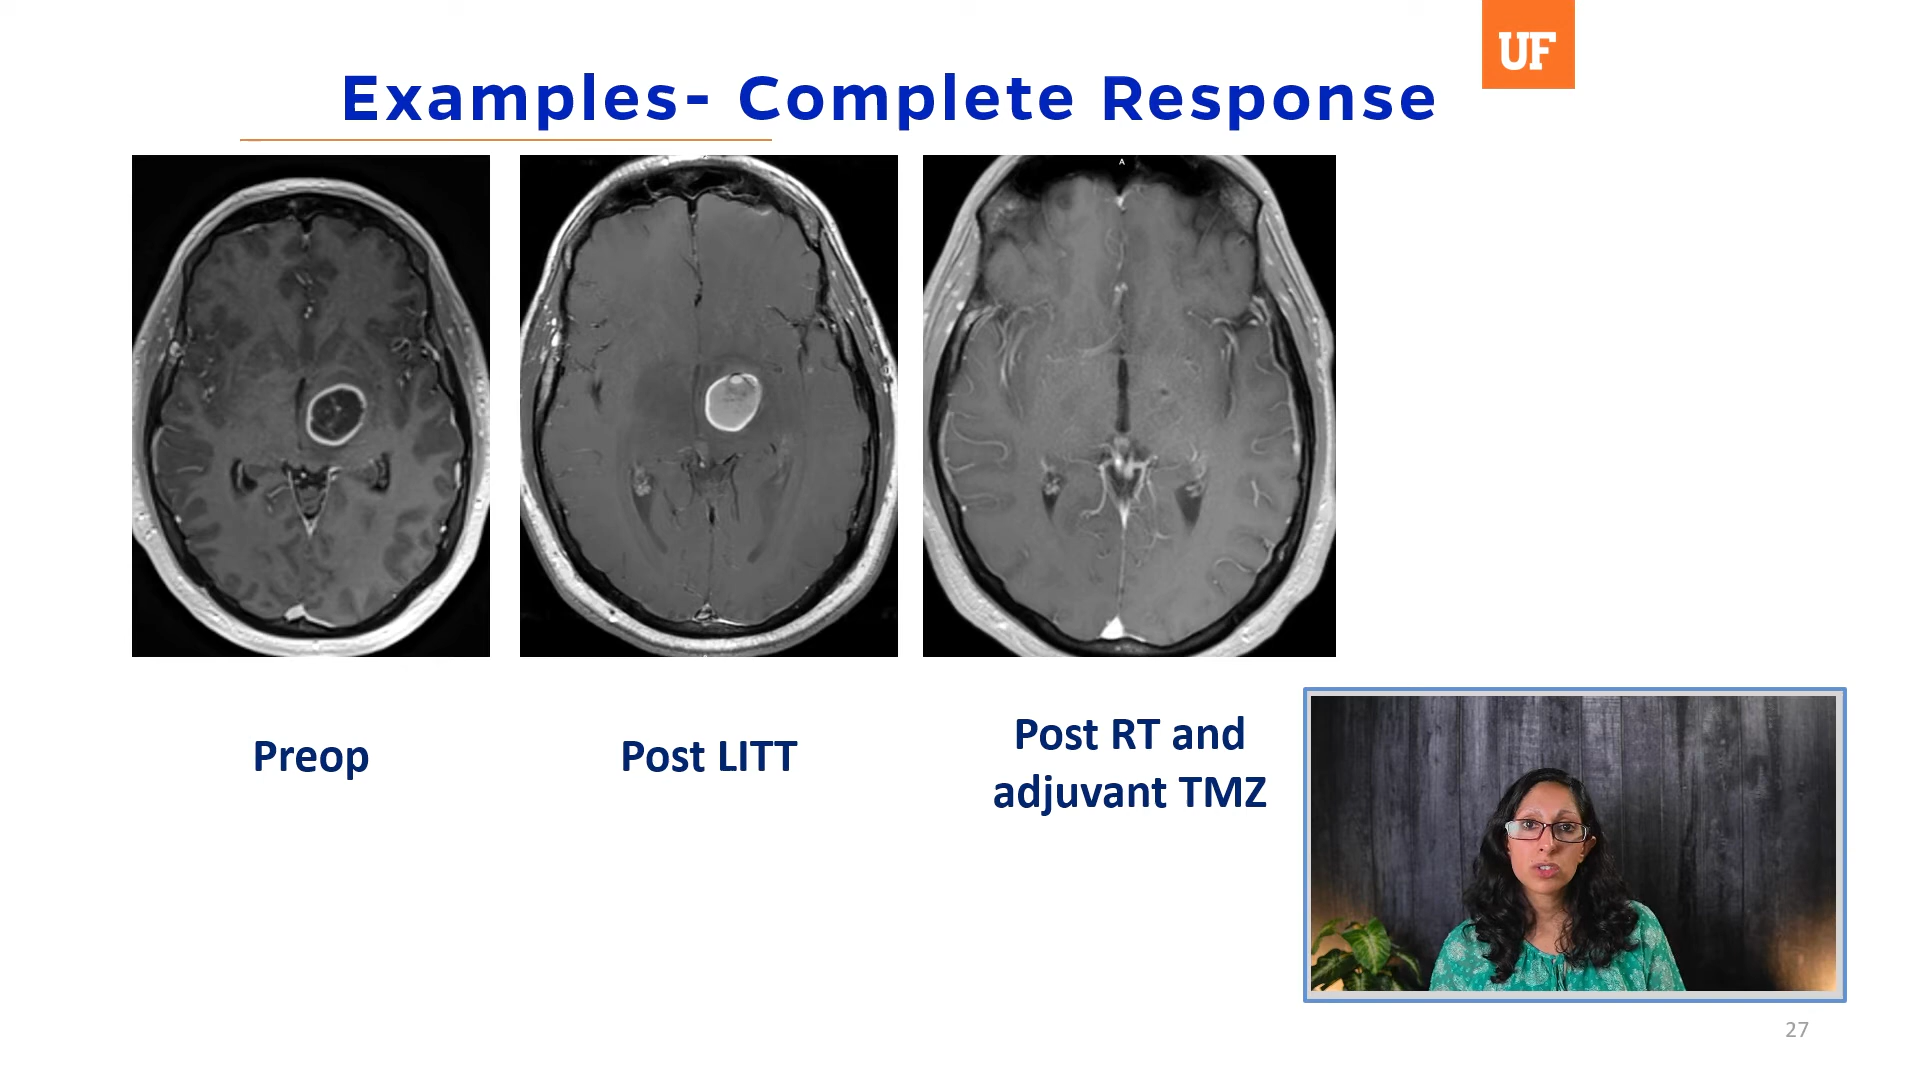 UF
Examples- Complete Response
A
Preop
Post LITT
Post RT and
adjuvant TMZ
27